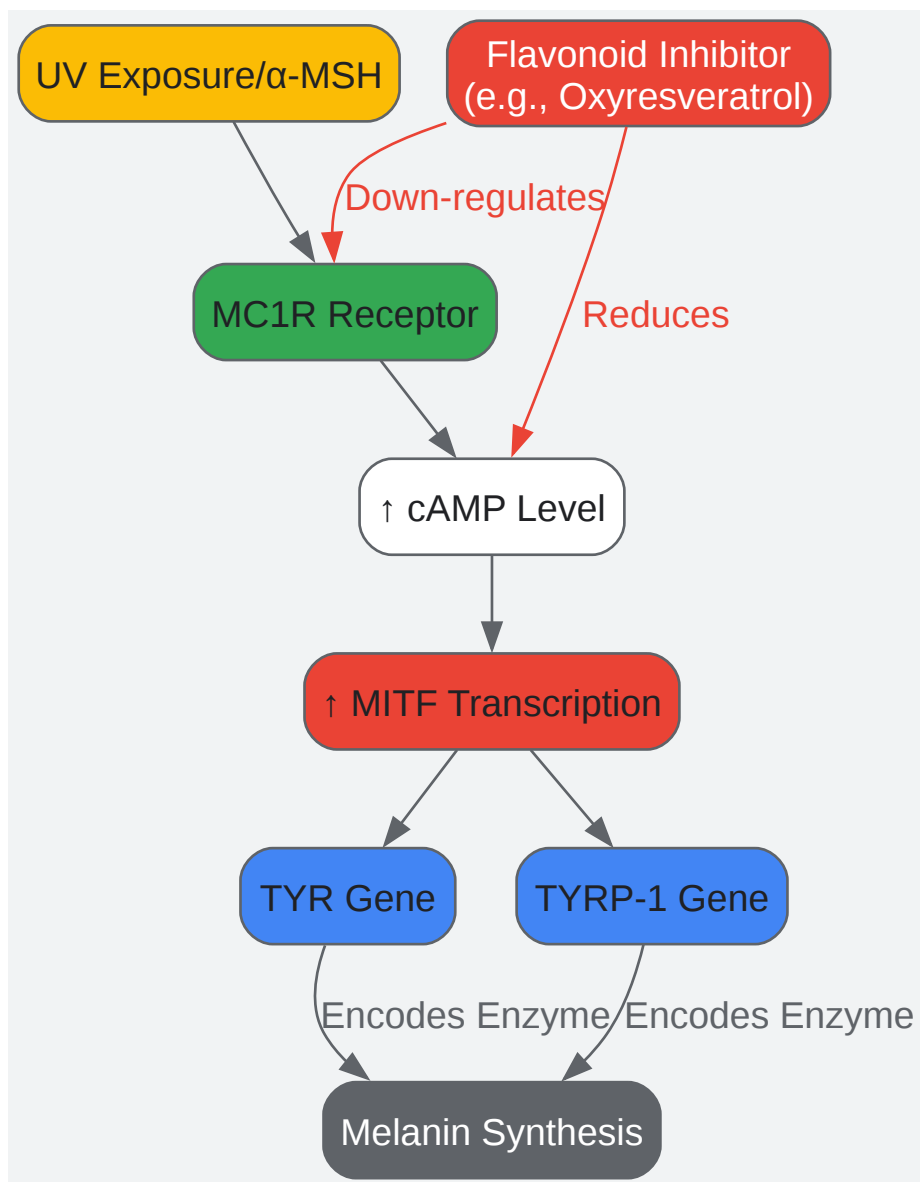 UV Exposure/α-MSH
Flavonoid Inhibitor
(e.g., Oxyresveratrol)
Down-regulates
MC1R Receptor
Reduces
↑ cAMP Level
↑ MITF Transcription
TYR Gene
TYRP-1 Gene
Encodes Enzyme
Encodes Enzyme
Melanin Synthesis